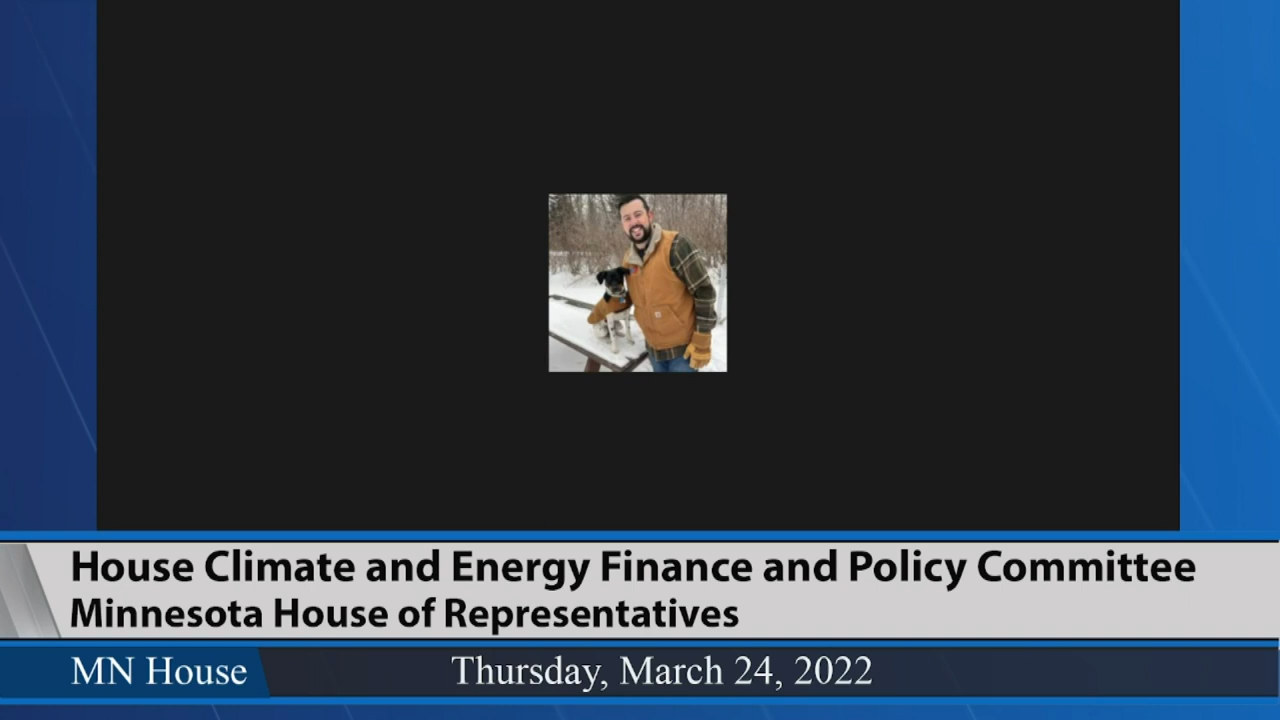 House Climate and Energy Finance and Policy Committee
Minnesota House of Representatives
MN House
Thursday, March 24, 2022